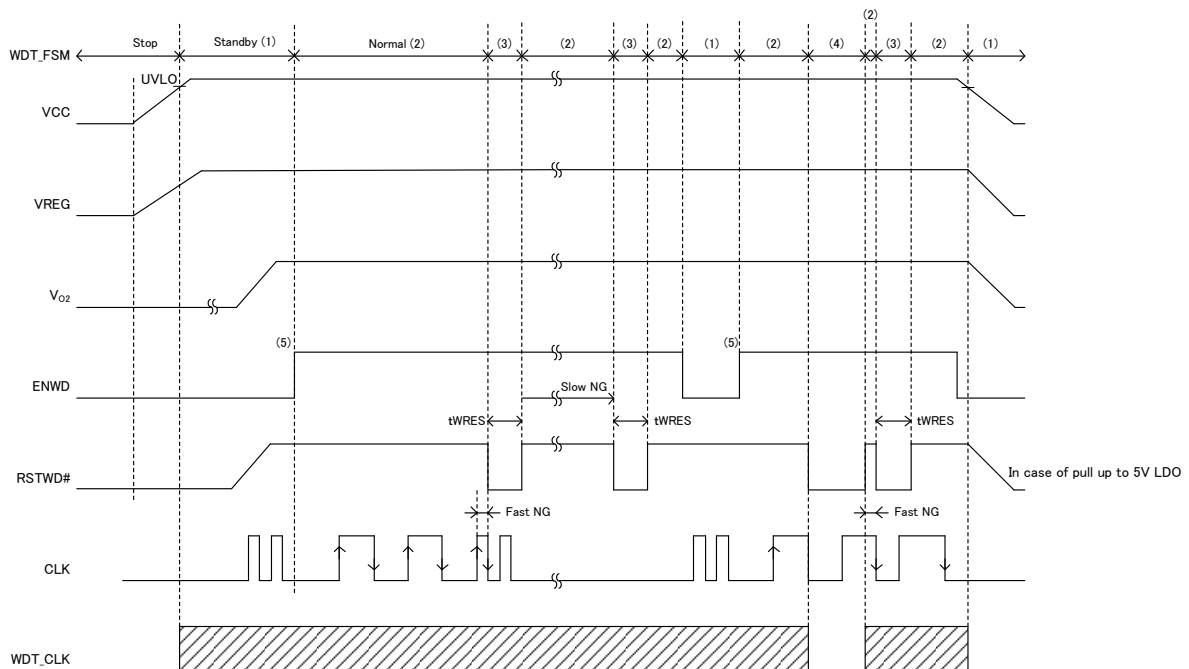 (2)
Stop
Standby (1)
Normal (2)
(3)
(2)
(3)
(2)
(1)
(2)
(4)
(3)
(2)
(1)
WDT_FSM
UVLO
VCC
VREG
VO2
(5)
(5)
ENWD
Slow NG
tWRES
tWRES
tWRES
RSTWD#
In case of pull up to 5V LDO
Fast NG
Fast NG
CLK
WDT_CLK